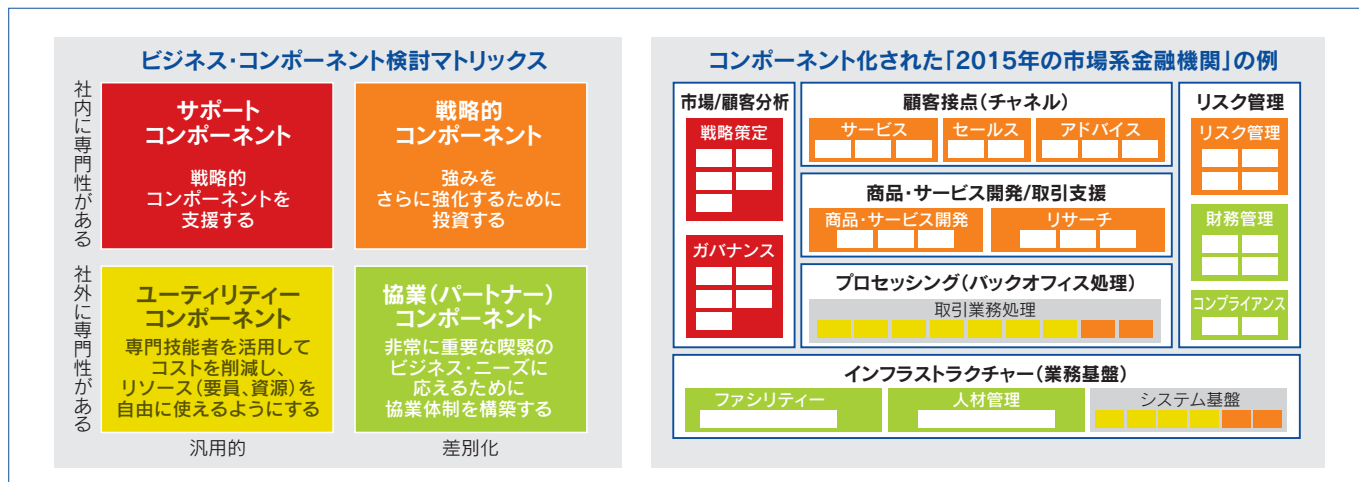 ビジネス・コンポーネント検討マトリックス
社内に専門性がある
サポート
コンポーネント
戦略的
コンポーネントを
支援する
戦略的
コンポーネント
強みを
さらに強化するために
投資する
社外に専門性がある
ユーティリティー
コンポーネント
専門技能者を活用して
コストを削減し、
リソース(要員、資源)を
自由に使えるようにする
協業(パートナー)
コンポーネント
非常に重要な喫緊の
ビジネス・ニーズに
応えるために
協業体制を構築する
汎用的
差別化
コンポーネント化された「2015年の市場系金融機関」の例
市場/顧客分析
戦略策定
ガバナンス
顧客接点(チャネル)
サービス
セールス
アドバイス
商品・サービス開発/取引支援
商品・サービス開発
リサーチ
プロセッシング(バックオフィス処理)
取引業務処理
リスク管理
リスク管理
財務管理
コンプライアンス
インフラストラクチャー(業務基盤)
ファシリティー
人材管理
システム基盤